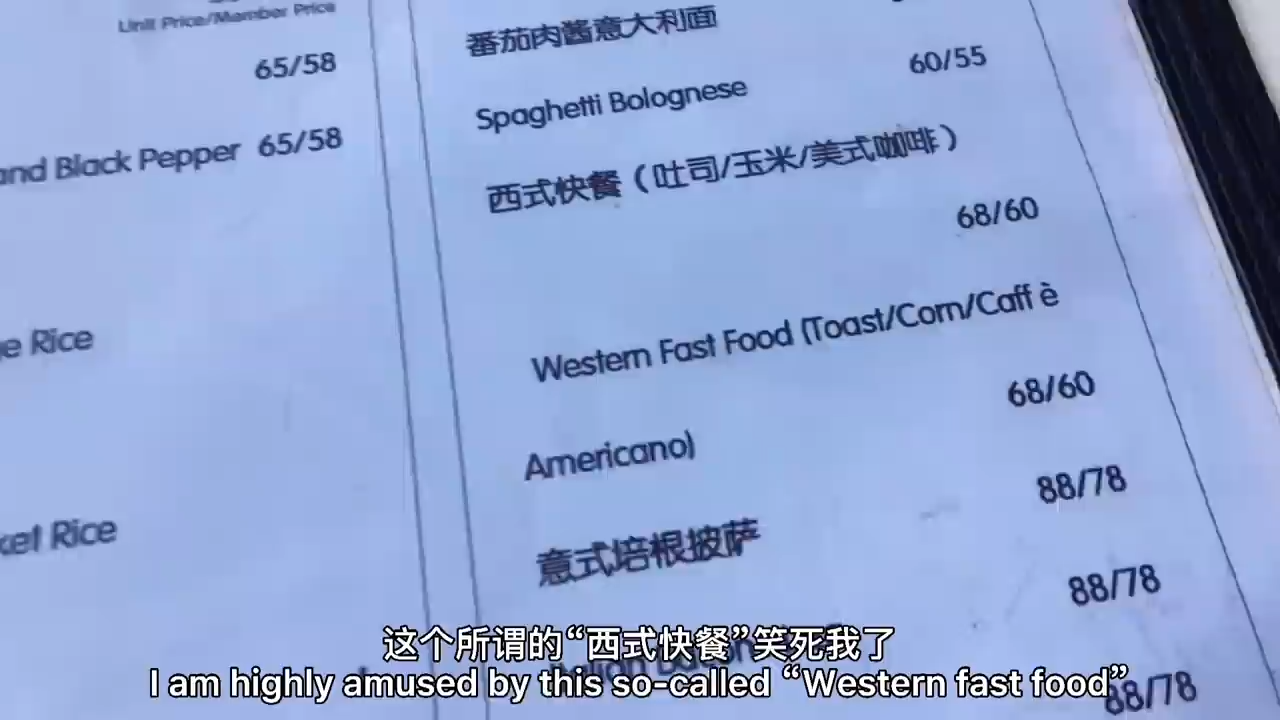 Unit Price/Member Price
65/58
and Black Pepper 65/58
e Rice
ket Rice
番茄肉酱意大利面
60/55
Spaghetti Bolognese
西式快餐（吐司/玉米/美式咖啡）
68/60
Western Fast Food (Toast/Corn/Caff è
68/60
Americano)
88/78
意式培根披萨
88/78
88/78
这个所谓的“西式快餐”笑死我了
I am highly amused by this so-called “Western fast food”